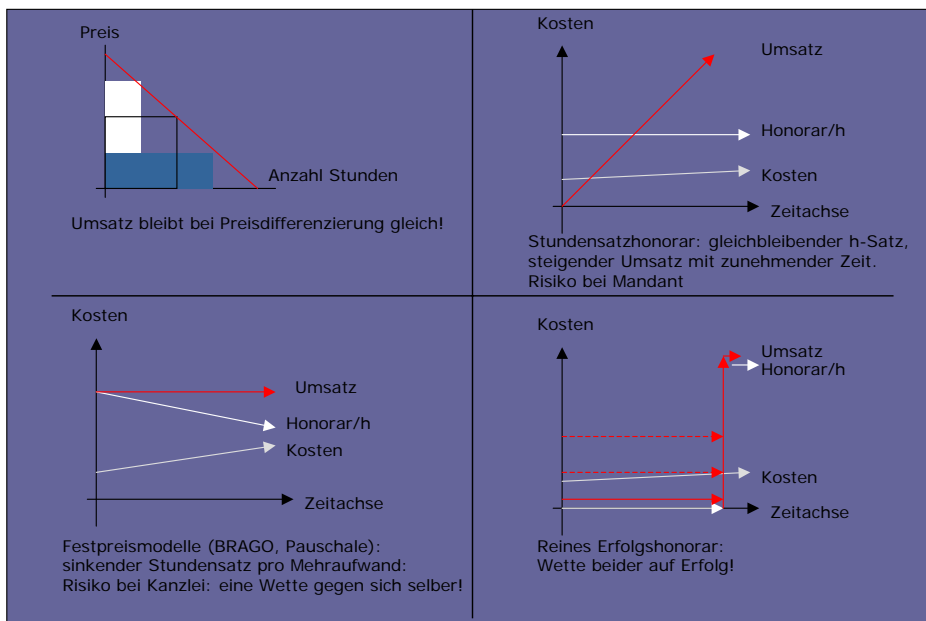 Preis
Anzahl Stunden
Umsatz bleibt bei Preisdifferenzierung gleich!
Kosten
Umsatz
Honorar/h
Kosten
Zeitachse
Stundensatzhonorar: gleichbleibender h-Satz,
steigender Umsatz mit zunehmender Zeit.
Risiko bei Mandant
Kosten
Umsatz
Honorar/h
Kosten
Zeitachse
Festpreismodelle (BRAGO, Pauschale):
sinkender Stundensatz pro Mehraufwand:
Risiko bei Kanzlei: eine Wette gegen sich selber!
Kosten
Umsatz
Honorar/h
Kosten
Zeitachse
Reines Erfolgshonorar:
Wette beider auf Erfolg!